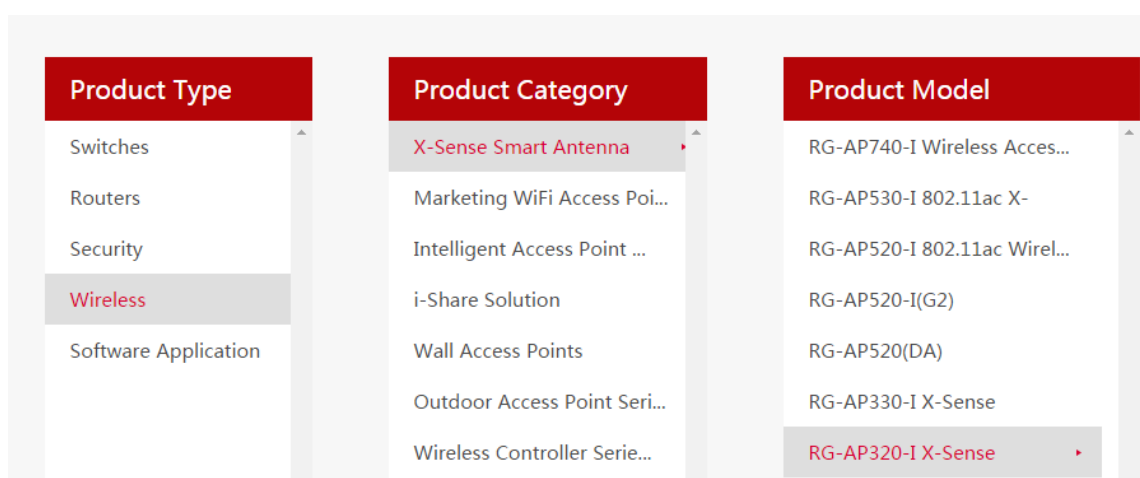 Product Type
Switches
Routers
Security
Wireless
Software Application
Product Category
X-Sense Smart Antenna
Marketing WiFi Access Poi...
Intelligent Access Point ...
i-Share Solution
Wall Access Points
Outdoor Access Point Seri...
Wireless Controller Serie...
Product Model
RG-AP740-I Wireless Acces...
RG-AP530-I 802.11ac X-
RG-AP520-I 802.11ac Wirel...
RG-AP520-I(G2)
RG-AP520(DA)
RG-AP330-I X-Sense
RG-AP320-I X-Sense